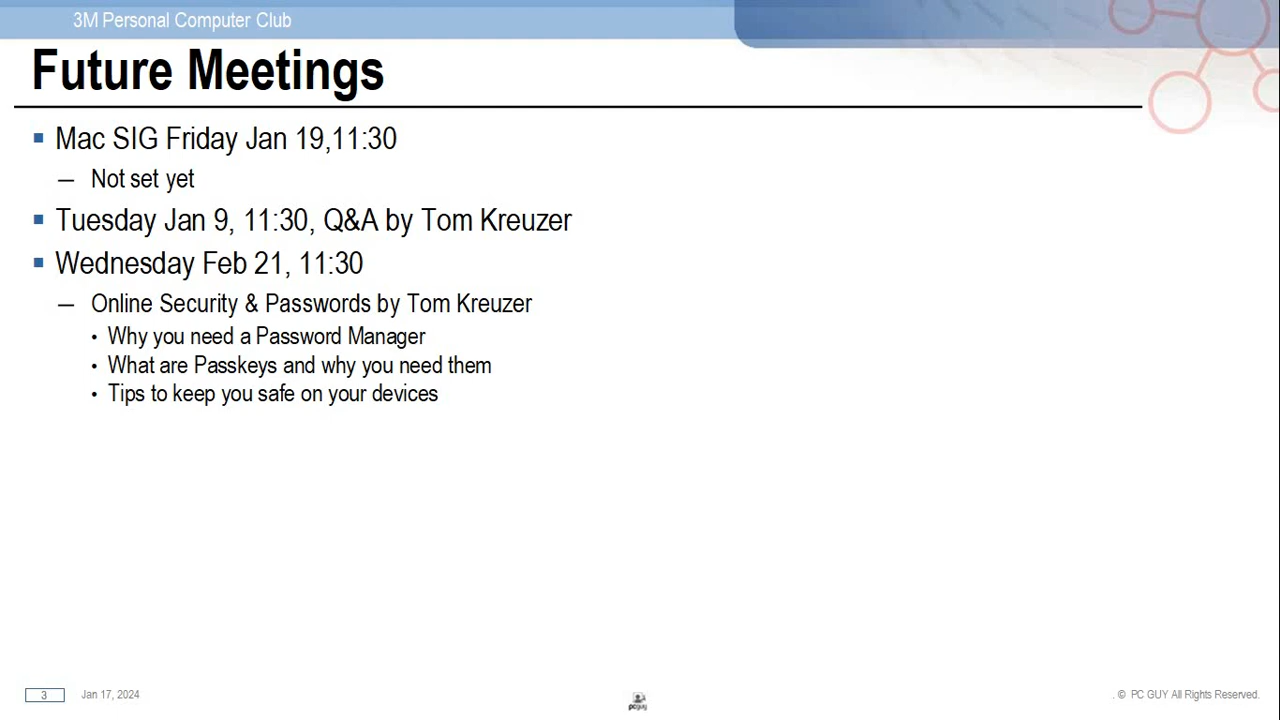 3M Personal Computer Club
Future Meetings
▪ Mac SIG Friday Jan 19,11:30
— Not set yet
▪ Tuesday Jan 9, 11:30, Q&A by Tom Kreuzer
▪ Wednesday Feb 21, 11:30
— Online Security & Passwords by Tom Kreuzer
• Why you need a Password Manager
• What are Passkeys and why you need them
• Tips to keep you safe on your devices
3
Jan 17, 2024
pcguy
. © PC GUY All Rights Reserved.